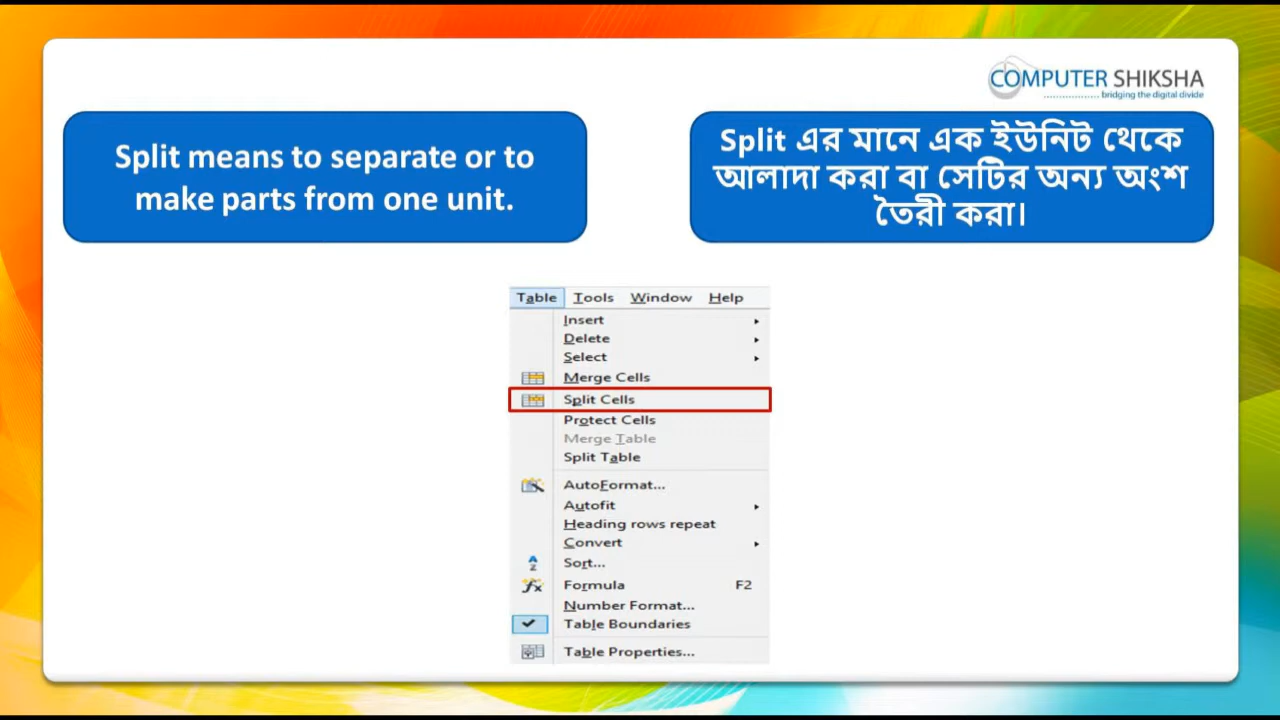 COMPUTER SHIKSHA
bridging the digital divide
Split means to separate or to
make parts from one unit.
Split এর মানে এক ইউনিট থেকে
আলাদা করা বা সেটির অন্য অংশ
তৈরী করা।
Table Tools Window Help
Insert
Delete
Select
Merge Cells
Split Cells
Protect Cells
Merge Table
Split Table
AutoFormat...
Autofit
Heading rows repeat
Convert
Sort...
Formula F2
Number Format...
Table Boundaries
Table Properties...